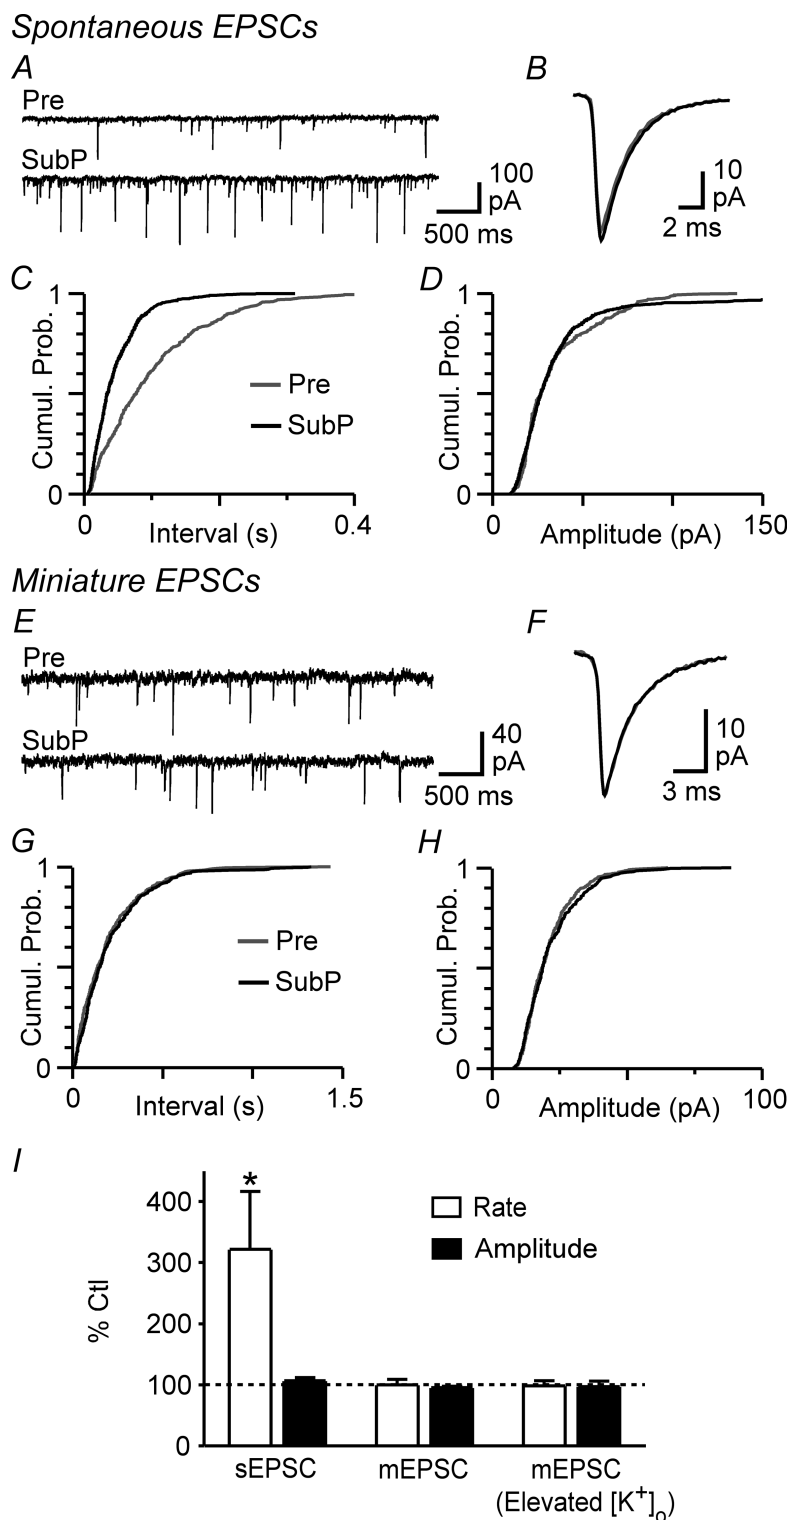 Spontaneous EPSCs
A
B
Pre
SubP
100
pA
500 ms
10
pA
2 ms
C
D
1
Cumul. Prob.
Pre
SubP
0
0
0.4
Interval (s)
1
Cumul. Prob.
0
0
150
Amplitude (pA)
Miniature EPSCs
E
F
Pre
SubP
40
pA
500 ms
10
pA
3 ms
G
H
1
Cumul. Prob.
Pre
SubP
0
0
1.5
Interval (s)
1
Cumul. Prob.
0
0
100
Amplitude (pA)
I
*
400
300
200
100
0
% Ctl
Rate
Amplitude
sEPSC
mEPSC
mEPSC
(Elevated [K+]o)